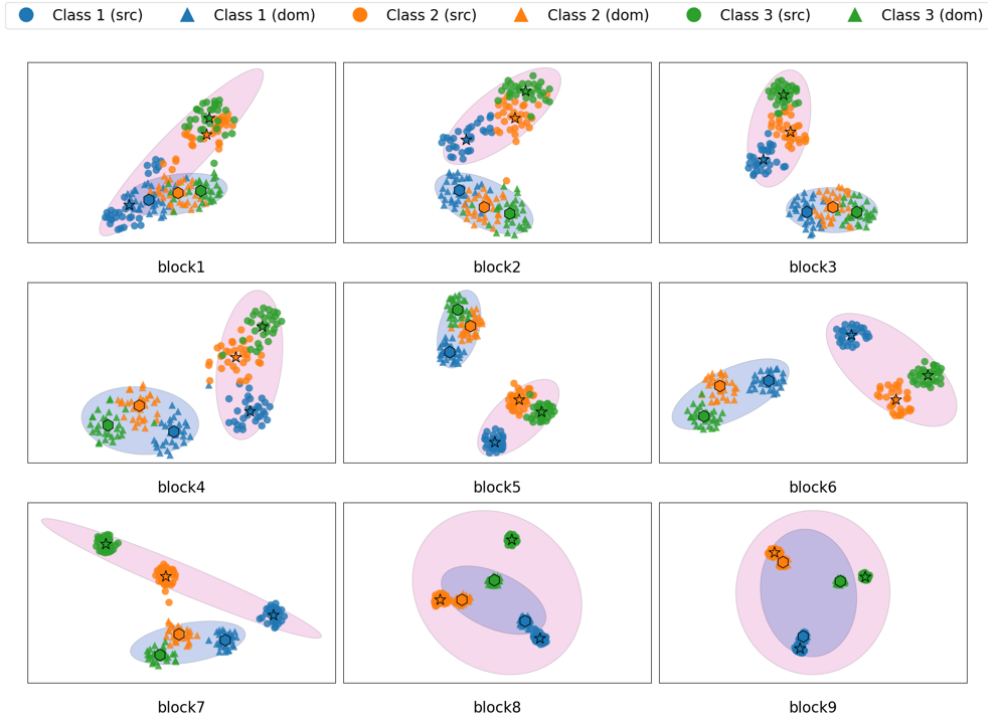 Class 1 (src) Class 1 (dom) Class 2 (src) Class 2 (dom) Class 3 (src) Class 3 (dom)
block1 block2 block3
block4 block5 block6
block7 block8 block9